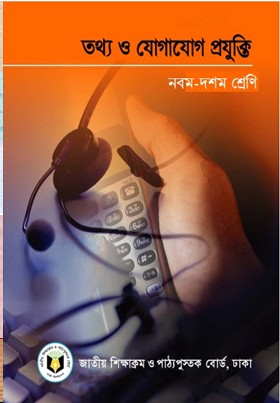 তথ্য ও যোগাযোগ প্রযুক্তি
নবম-দশম শ্রেণি
জাতীয় শিক্ষাক্রম ও পাঠ্যপুস্তক বোর্ড, ঢাকা